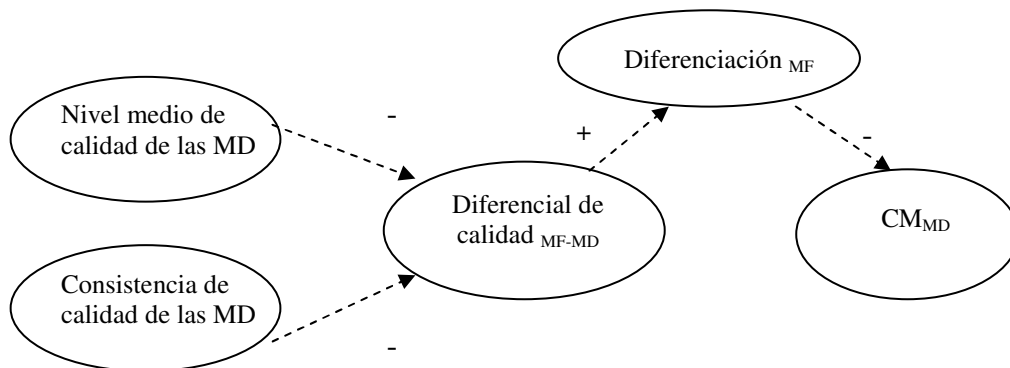 Diferenciación MF
Nivel medio de
calidad de las MD
-
+
-
Diferencial de
calidad MF-MD
CMMD
Consistencia de
calidad de las MD
-